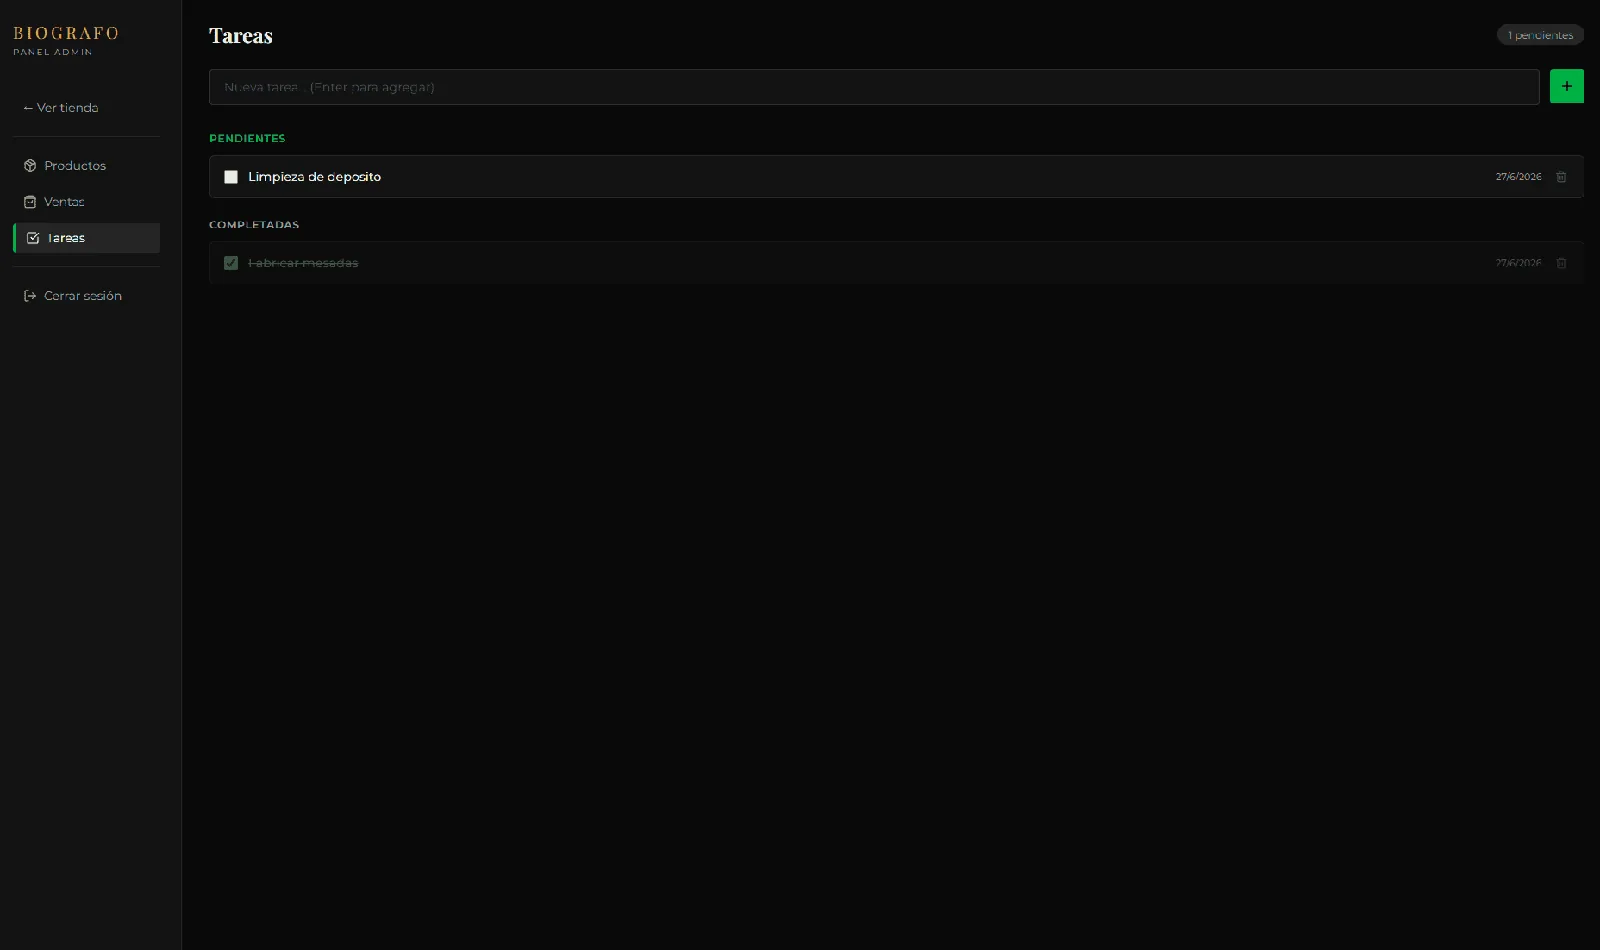 BIOGRAFO
PANEL ADMIN
← Ver tienda
Productos
Ventas
Tareas
Cerrar sesión
Tareas
1 pendientes
Nueva tarea... (Enter para agregar)
+
PENDIENTES
Limpieza de deposito
27/6/2026
COMPLETADAS
Fabricar mesadas
27/6/2026